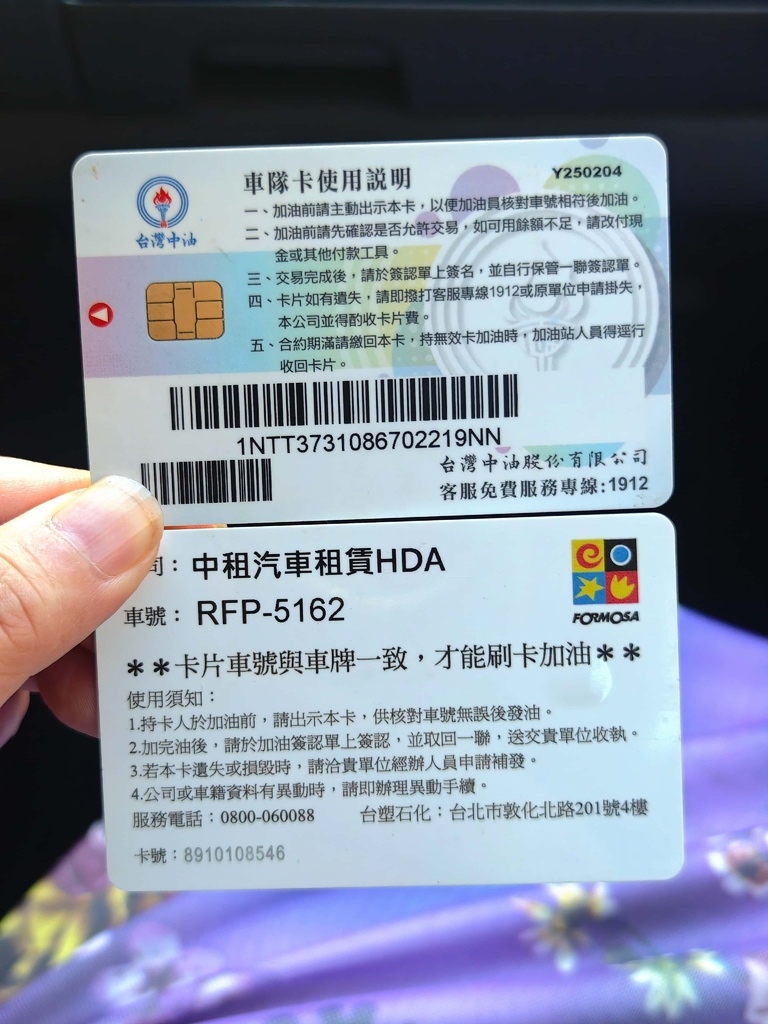 台灣中油
車隊卡使用說明
Y250204
一、加油前請主動出示本卡，以便加油員核對車號相符後加油。
二、加油前請先確認是否允許交易，如可用餘額不足，請改付現
金或其他付款工具。
三、交易完成後，請於簽認單上簽名，並自行保管一聯簽認單。
四、卡片如有遺失，請即撥打客服專線1912或原單位申請掛失，
本公司並得酌收卡片費。
五、合約期滿請繳回本卡，持無效卡加油時，加油站人員得逕行
收回卡片。
1NTT3731086702219NN
台灣中油股份有限公司
客服免費服務專線:1912
司：中租汽車租賃HDA
車號：RFP-5162
FORMOSA
**卡片車號與車牌一致，才能刷卡加油**
使用須知：
1.持卡人於加油前，請出示本卡，供核對車號無誤後發油。
2.加完油後，請於加油簽認單上簽認，並取回一聯，送交貴單位收執。
3.若本卡遺失或損毀時，請洽貴單位經辦人員申請補發。
4.公司或車籍資料有異動時，請即辦理異動手續。
服務電話：0800-060088 台塑石化：台北市敦化北路201號4樓
卡號：8910108546